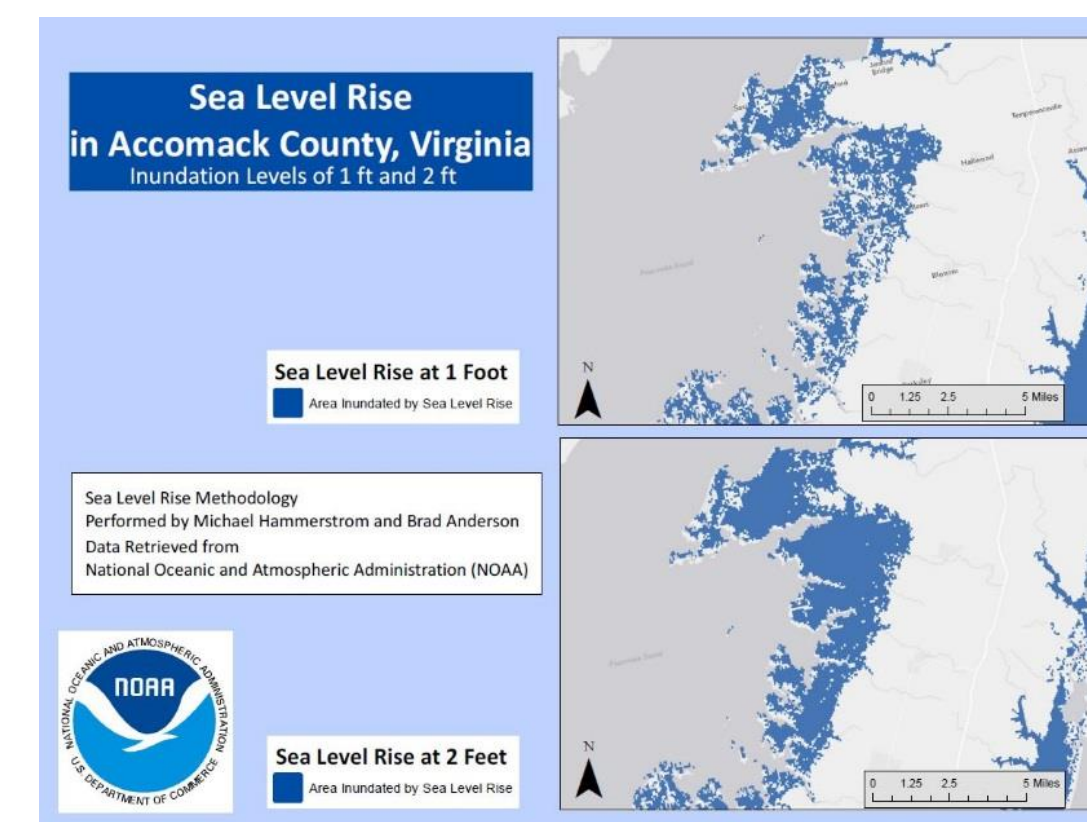 Sea Level Rise
in Accomack County, Virginia
Inundation Levels of 1 ft and 2 ft
Sea Level Rise at 1 Foot
Area Inundated by Sea Level Rise
Sea Level Rise Methodology
Performed by Michael Hammerstrom and Brad Anderson
Data Retrieved from
National Oceanic and Atmospheric Administration (NOAA)
NATIONAL OCEANIC AND ATMOSPHERIC ADMINISTRATION
NOAA
U.S. DEPARTMENT OF COMMERCE
Sea Level Rise at 2 Feet
Area Inundated by Sea Level Rise
Bridge
Temperanceville
Hallwood
Bloxom
N
0 1.25 2.5 5 Miles
N
0 1.25 2.5 5 Miles